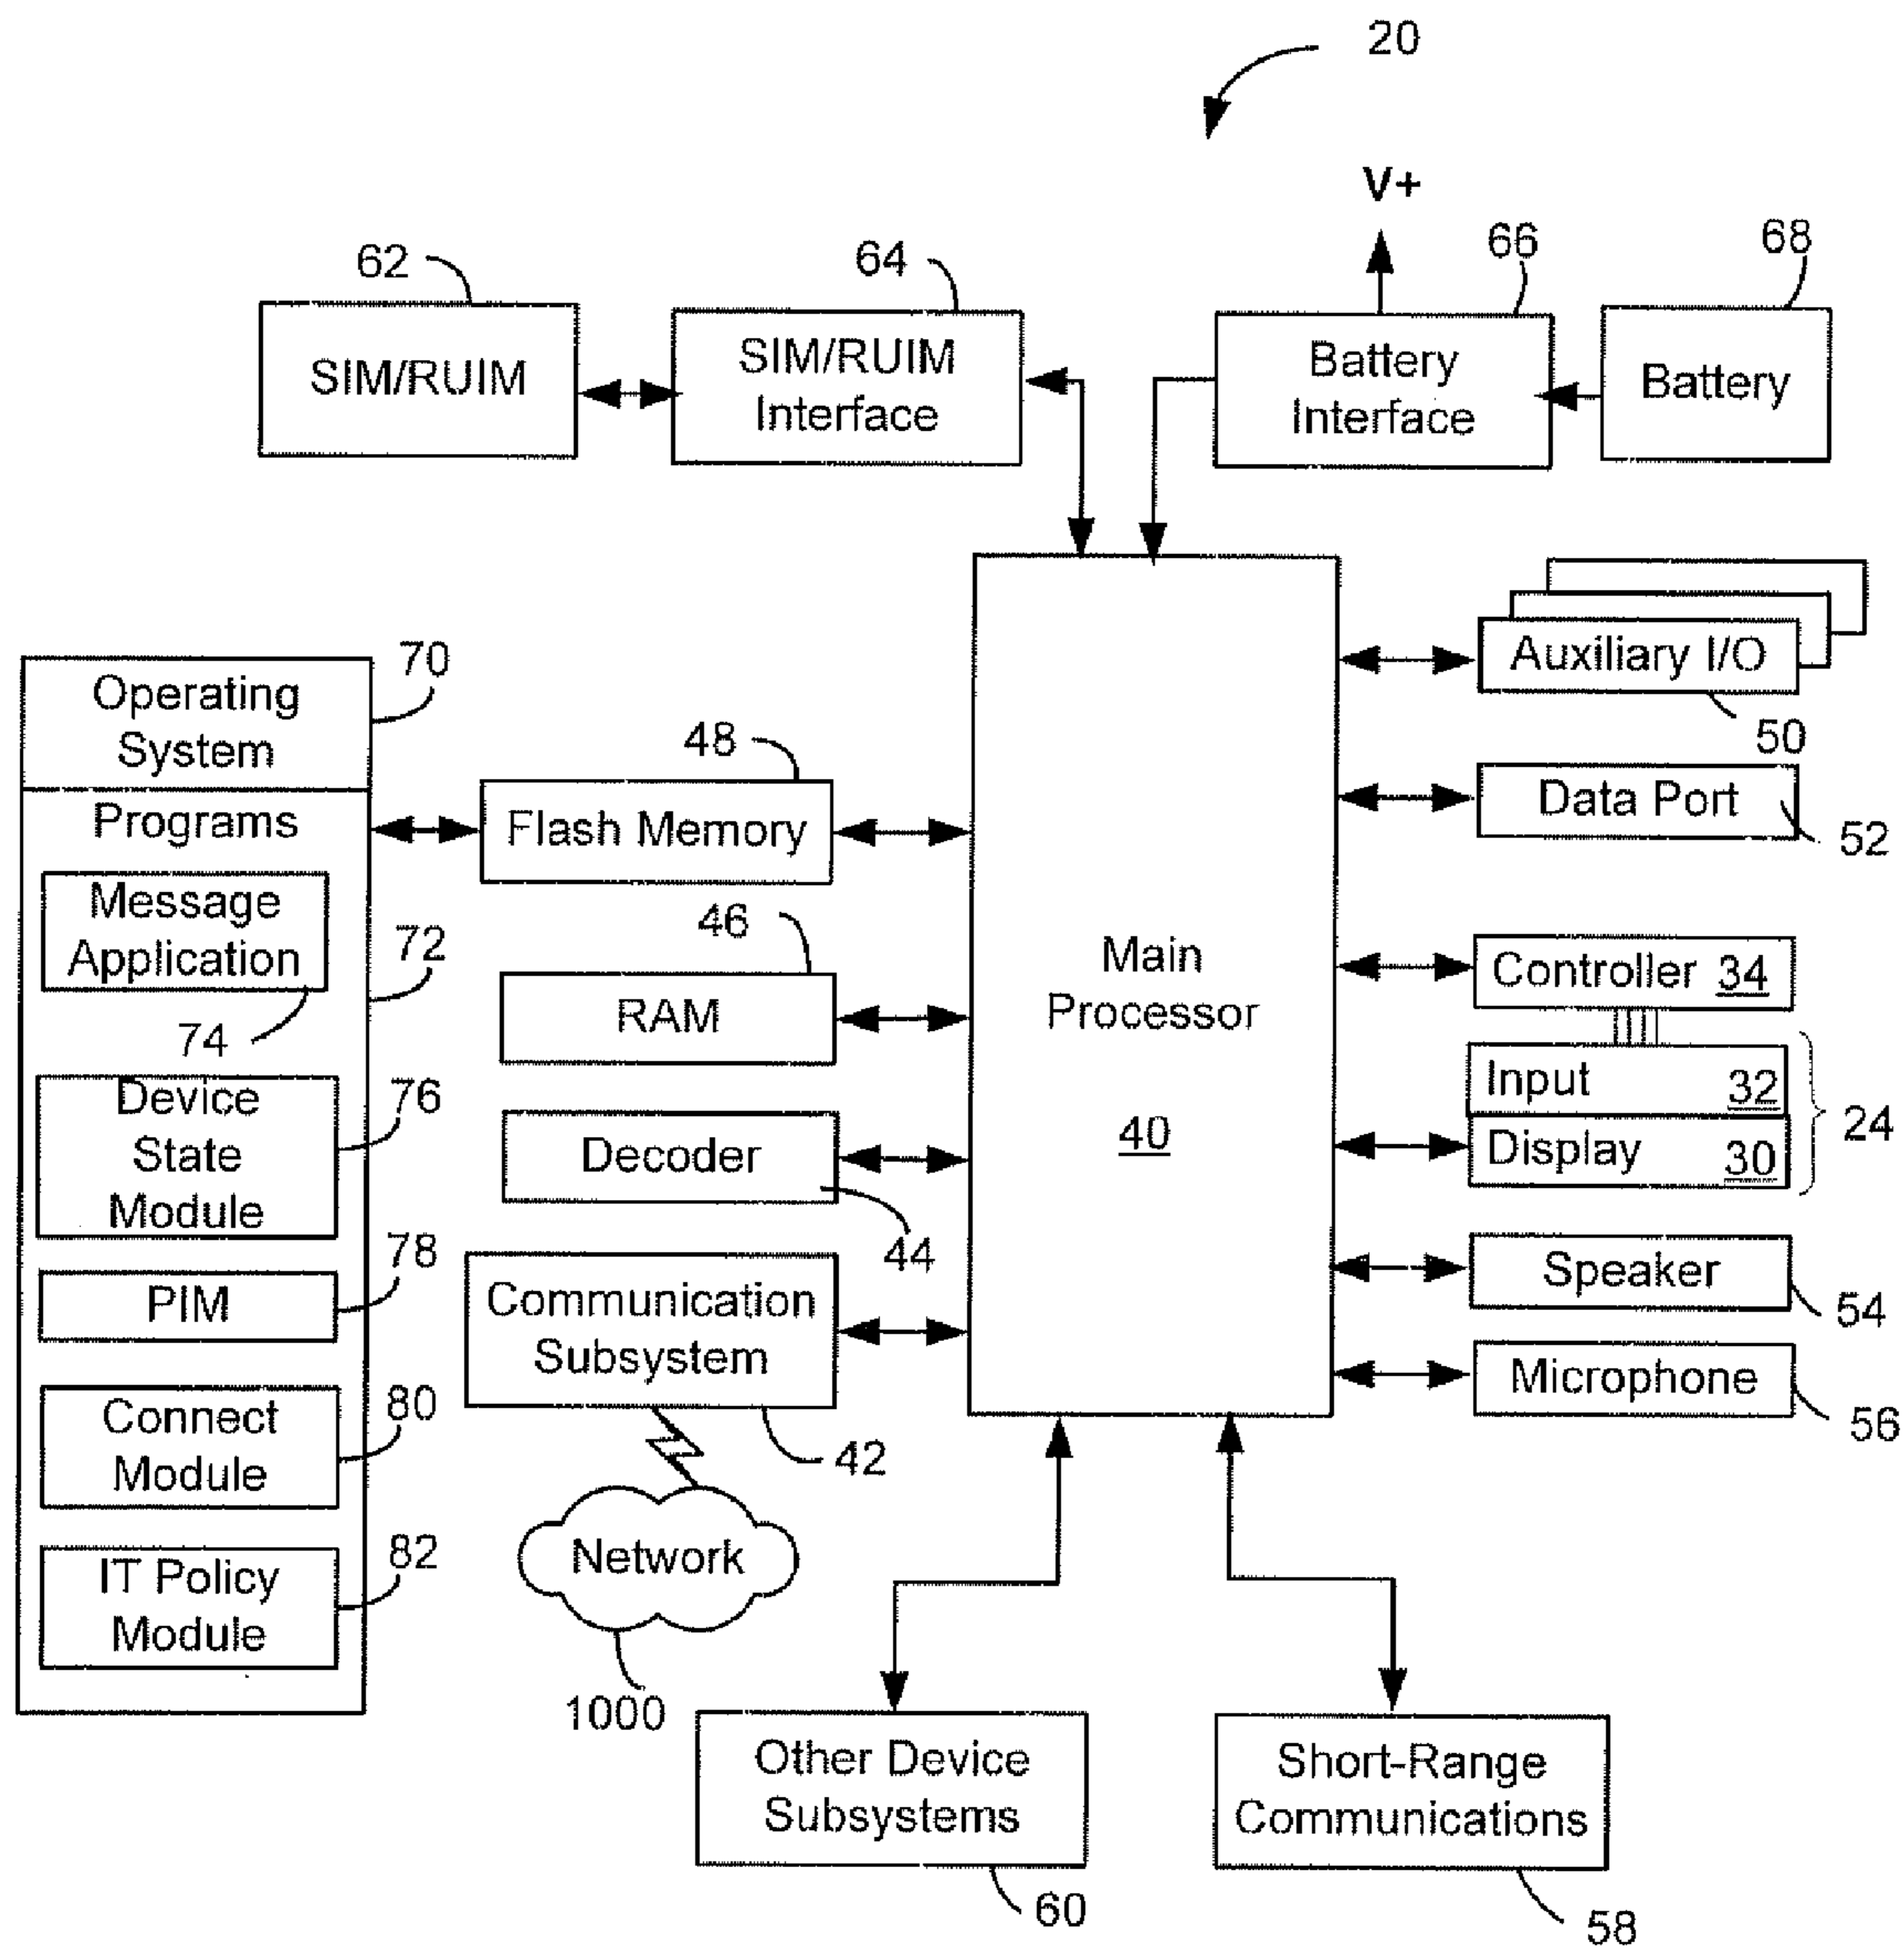 20
V+
62
64
66
68
SIM/RUIM
SIM/RUIM
Interface
Battery
Interface
Battery
Auxiliary I/O
50
70
Operating
System
48
Data Port
52
Programs
Flash Memory
Message
Application
74
72
46
RAM
Main
Processor
40
Controller 34
Input 32
Display 30
24
Device
State
Module
76
Decoder
44
Speaker
54
78
PIM
Communication
Subsystem
42
Microphone
56
Connect
Module
80
Network
1000
IT Policy
Module
82
Other Device
Subsystems
60
Short-Range
Communications
58